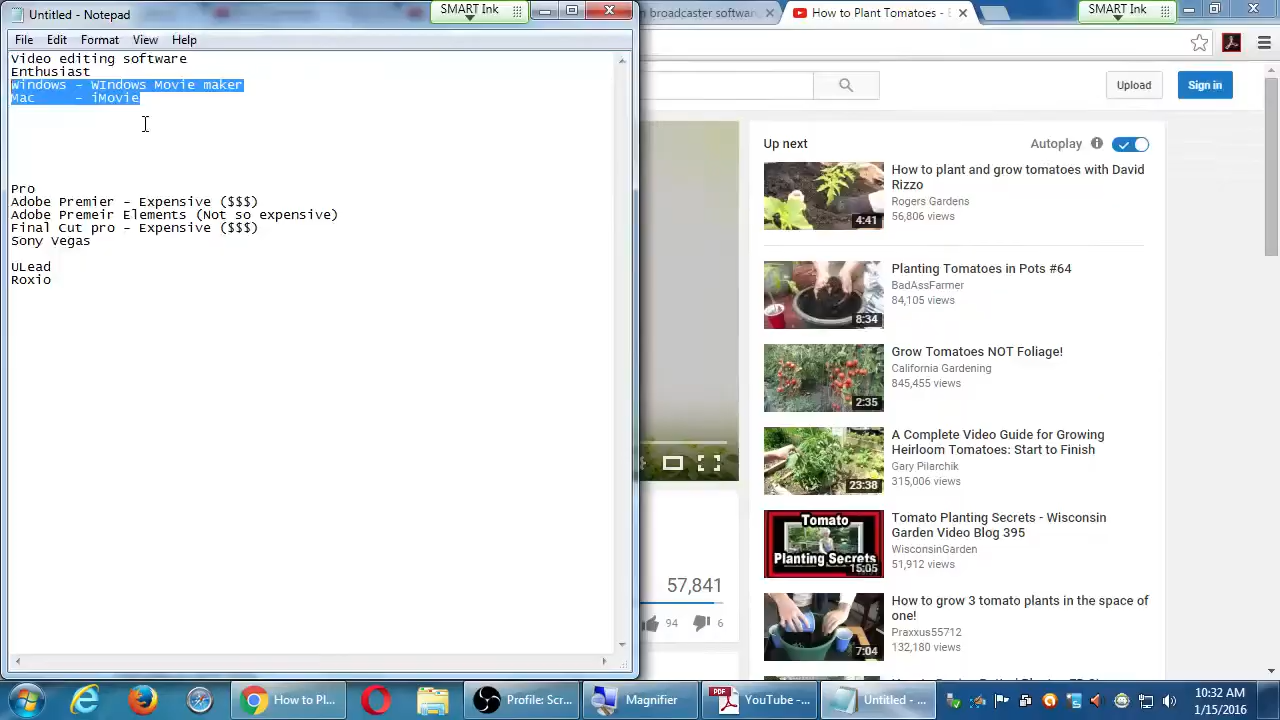 Untitled - Notepad
SMART Ink
File Edit Format View Help
Video editing software
Enthusiast
Windows - WIndows Movie maker
Mac - iMovie
Pro
Adobe Premier - Expensive ($$$)
Adobe Premeir Elements (Not so expensive)
Final Cut pro - Expensive ($$$)
Sony Vegas
ULead
Roxio
broadcaster softwar
How to Plant Tomatoes -
SMART Ink
Upload
Sign in
Up next
Autoplay
How to plant and grow tomatoes with David
Rizzo
Rogers Gardens
56,806 views
4:41
Planting Tomatoes in Pots #64
BadAssFarmer
84,105 views
8:34
Grow Tomatoes NOT Foliage!
California Gardening
845,455 views
2:35
A Complete Video Guide for Growing
Heirloom Tomatoes: Start to Finish
Gary Pilarchik
315,006 views
23:38
Tomato
Planting Secrets
15:05
Tomato Planting Secrets - Wisconsin
Garden Video Blog 395
WisconsinGarden
51,912 views
How to grow 3 tomato plants in the space of
one!
Praxxus55712
132,180 views
7:04
57,841
94 6
How to Pl...
Profile: Scr...
Magnifier
YouTube -...
Untitled - ...
10:32 AM
1/15/2016